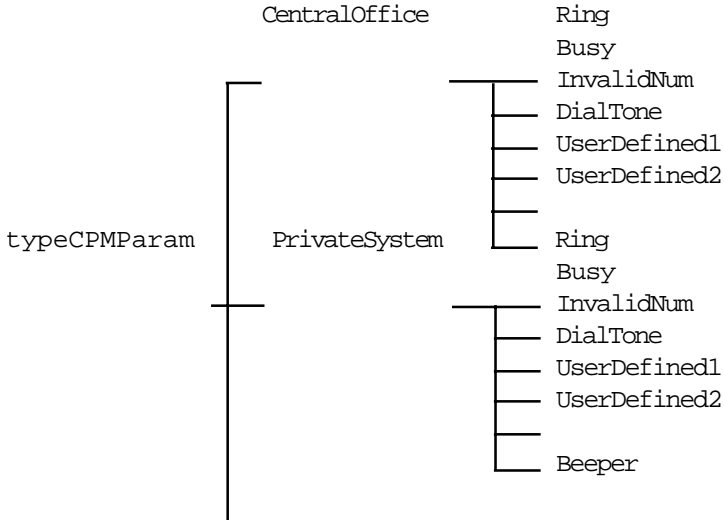 CentralOffice Ring
Busy
InvalidNum
DialTone
UserDefined1
UserDefined2
typeCPMParam PrivateSystem Ring
Busy
InvalidNum
DialTone
UserDefined1
UserDefined2
Beeper